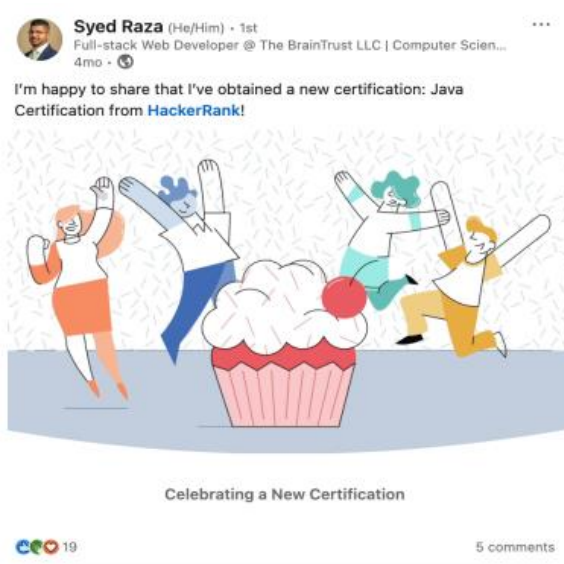 Syed Raza (He/Him) · 1st
Full-stack Web Developer @ The BrainTrust LLC | Computer Scien...
4mo ·
I'm happy to share that I've obtained a new certification: Java
Certification from HackerRank!
Celebrating a New Certification
19
5 comments